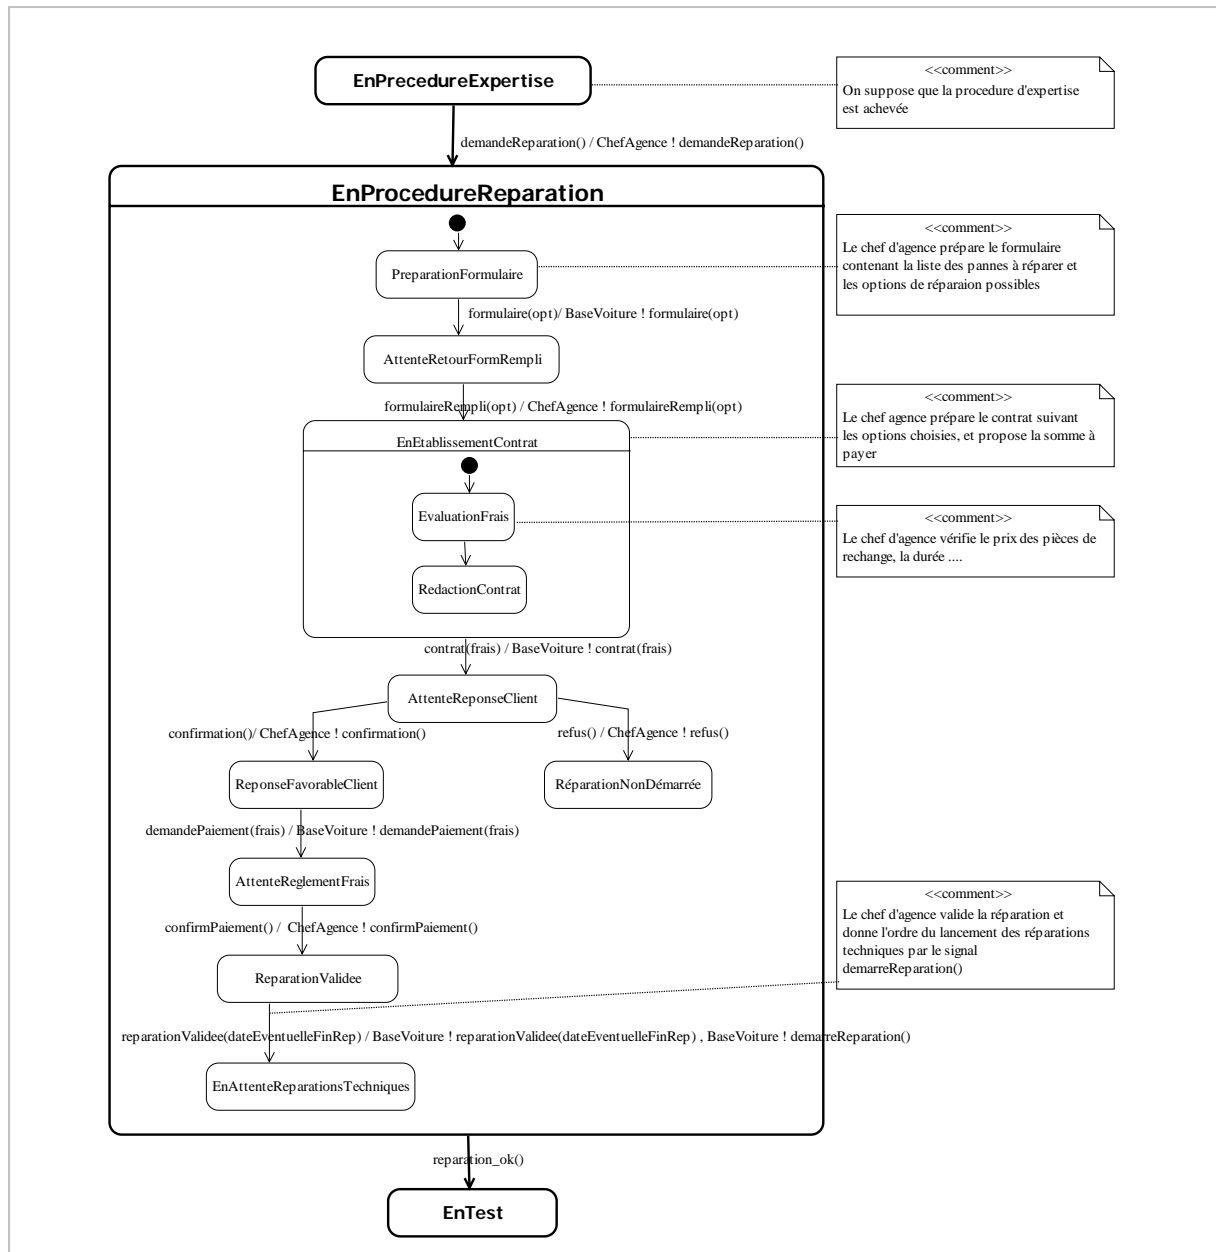 EnPrecedureExpertise
<<comment>>
On suppose que la procedure d'expertise
est achevée
demandeReparation() / ChefAgence ! demandeReparation()
EnProcedureReparation
<<comment>>
Le chef d'agence prépare le formulaire
contenant la liste des pannes à réparer et
les options de réparaion possibles
PreparationFormulaire
formulaire(opt)/ BaseVoiture ! formulaire(opt)
AttenteRetourFormRempli
formulaireRempli(opt) / ChefAgence ! formulaireRempli(opt)
<<comment>>
Le chef agence prépare le contrat suivant
les options choisies, et propose la somme à
payer
EnEtablissementContrat
EvaluationFrais
<<comment>>
Le chef d'agence vérifie le prix des pièces de
rechange, la durée ....
RedactionContrat
contrat(frais) / BaseVoiture ! contrat(frais)
AttenteReponseClient
confirmation()/ ChefAgence ! confirmation()
refus() / ChefAgence ! refus()
ReponseFavorableClient
RéparationNonDémarrée
demandePaiement(frais) / BaseVoiture ! demandePaiement(frais)
AttenteReglementFrais
confirmPaiement() / ChefAgence ! confirmPaiement()
<<comment>>
Le chef d'agence valide la réparation et
donne l'ordre du lancement des réparations
techniques par le signal
demarreReparation()
ReparationValidee
reparationValidee(dateEventuelleFinRep) / BaseVoiture ! reparationValidee(dateEventuelleFinRep) , BaseVoiture ! demarreReparation()
EnAttenteReparationsTechniques
reparation_ok()
EnTest